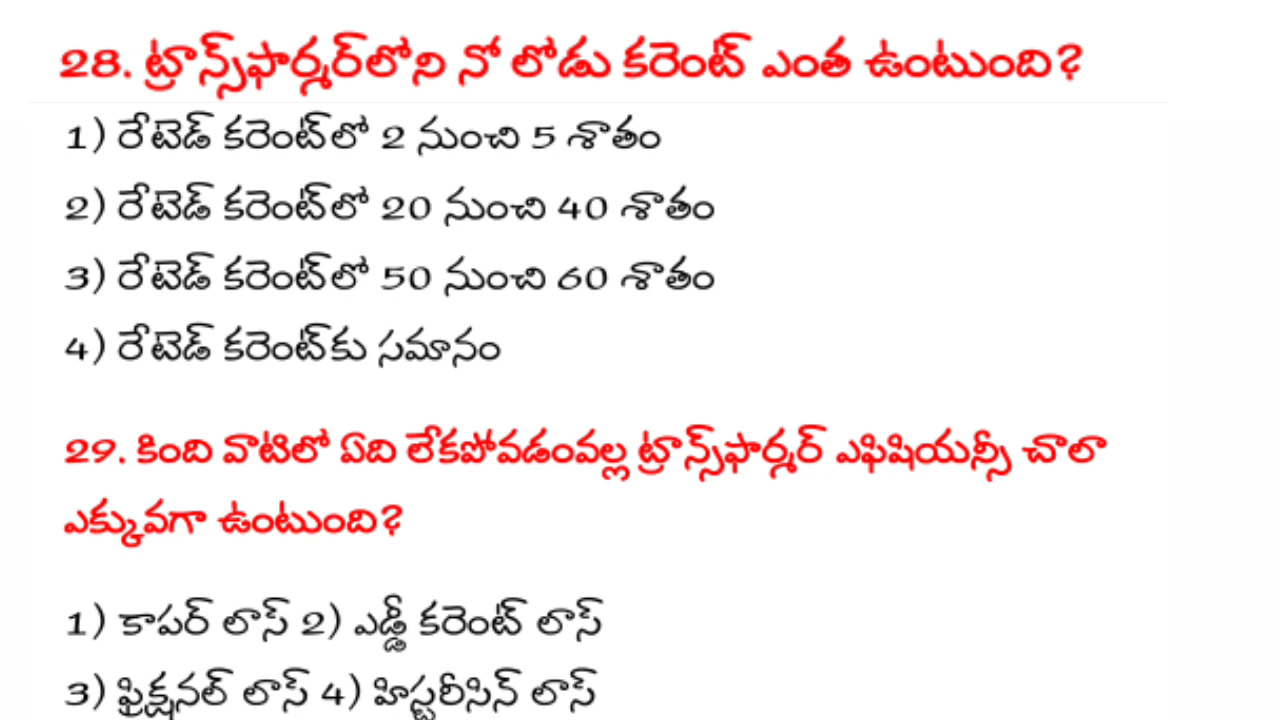 28. ట్రాన్స్‌ఫార్మర్‌లోని నో లోడు కరెంట్ ఎంత ఉంటుంది?
1) రేటెడ్ కరెంట్‌లో 2 నుంచి 5 శాతం
2) రేటెడ్ కరెంట్‌లో 20 నుంచి 40 శాతం
3) రేటెడ్ కరెంట్‌లో 50 నుంచి 60 శాతం
4) రేటెడ్ కరెంట్‌కు సమానం
29. కింది వాటిలో ఏది లేకపోవడంవల్ల ట్రాన్స్‌ఫార్మర్ ఎఫిషియన్సీ చాలా
ఎక్కువగా ఉంటుంది?
1) కాపర్ లాస్ 2) ఎడ్డీ కరెంట్ లాస్
3) ఫ్రిక్షనల్ లాస్ 4) హిస్టరీసిన్ లాస్